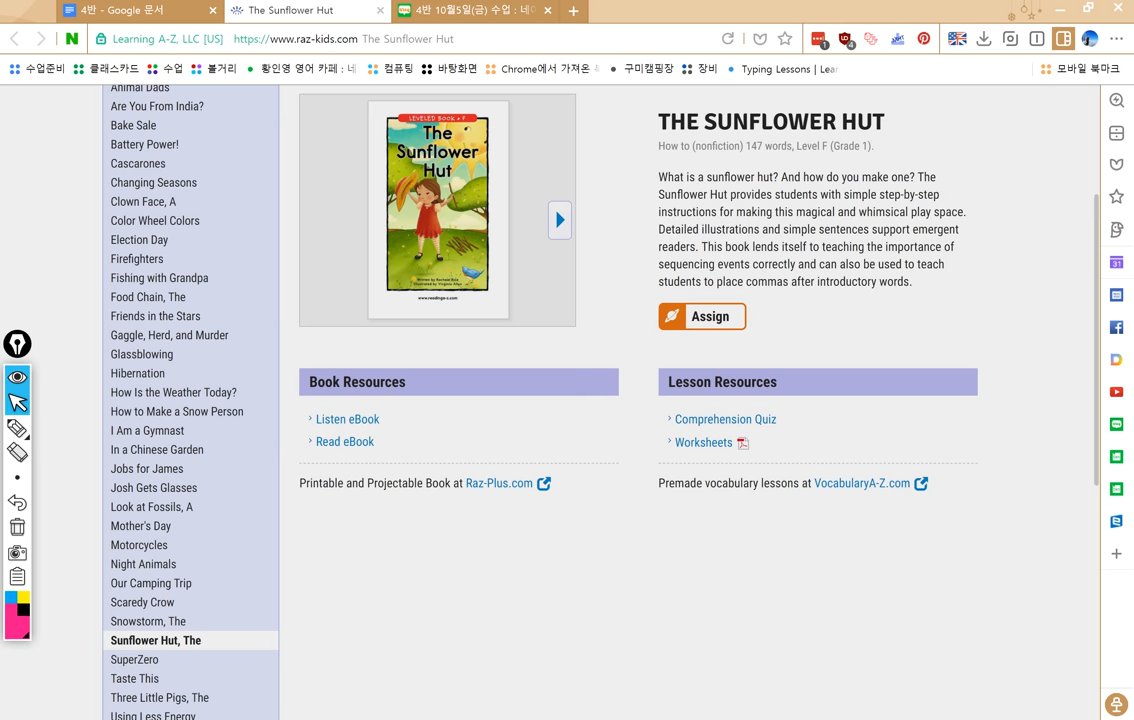 4반 - Google 문서
The Sunflower Hut
4반 10월5일(금) 수업 : 네
Learning A-Z, LLC [US]
https://www.raz-kids.com The Sunflower Hut
수업준비
클래스카드
수업
볼거리
황인영 영어 카페 : 네
컴퓨팅
바탕화면
Chrome에서 가져온
구미캠핑장
장비
Typing Lessons | Lear
모바일 북마크
Animal Dads
Are You From India?
Bake Sale
Battery Power!
Cascarones
Changing Seasons
Clown Face, A
Color Wheel Colors
Election Day
Firefighters
Fishing with Grandpa
Food Chain, The
Friends in the Stars
Gaggle, Herd, and Murder
Glassblowing
Hibernation
How Is the Weather Today?
How to Make a Snow Person
I Am a Gymnast
In a Chinese Garden
Jobs for James
Josh Gets Glasses
Look at Fossils, A
Mother's Day
Motorcycles
Night Animals
Our Camping Trip
Scaredy Crow
Snowstorm, The
Sunflower Hut, The
SuperZero
Taste This
Three Little Pigs, The
Using Less Energy
LEVELED BOOK • F
The
Sunflower
Hut
www.readinga-z.com
THE SUNFLOWER HUT
How to (nonfiction) 147 words, Level F (Grade 1).
What is a sunflower hut? And how do you make one? The
Sunflower Hut provides students with simple step-by-step
instructions for making this magical and whimsical play space.
Detailed illustrations and simple sentences support emergent
readers. This book lends itself to teaching the importance of
sequencing events correctly and can also be used to teach
students to place commas after introductory words.
Assign
Book Resources
Listen eBook
Read eBook
Printable and Projectable Book at Raz-Plus.com
Lesson Resources
Comprehension Quiz
Worksheets
Premade vocabulary lessons at VocabularyA-Z.com